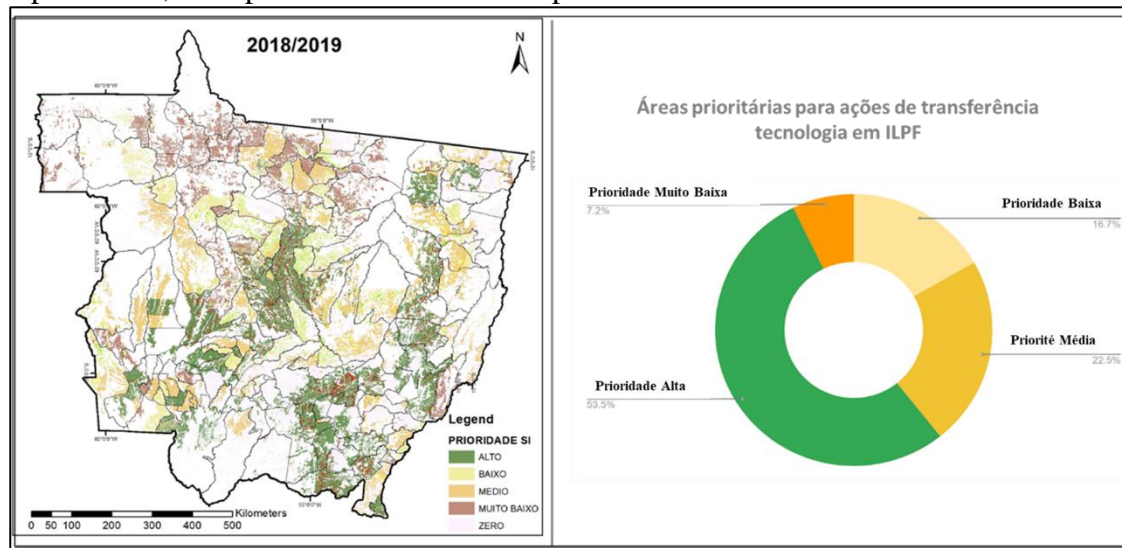 2018/2019
N
Legend
PRIORIDADE SI
ALTO
BAIXO
MEDIO
MUITO BAIXO
ZERO
Kilometers
0 50 100 200 300 400 500
Áreas prioritárias para ações de transferência
tecnologia em ILPF
Prioridade Muito Baixa
7.2%
Prioridade Baixa
16.7%
Priorité Média
22.5%
Prioridade Alta
53.5%